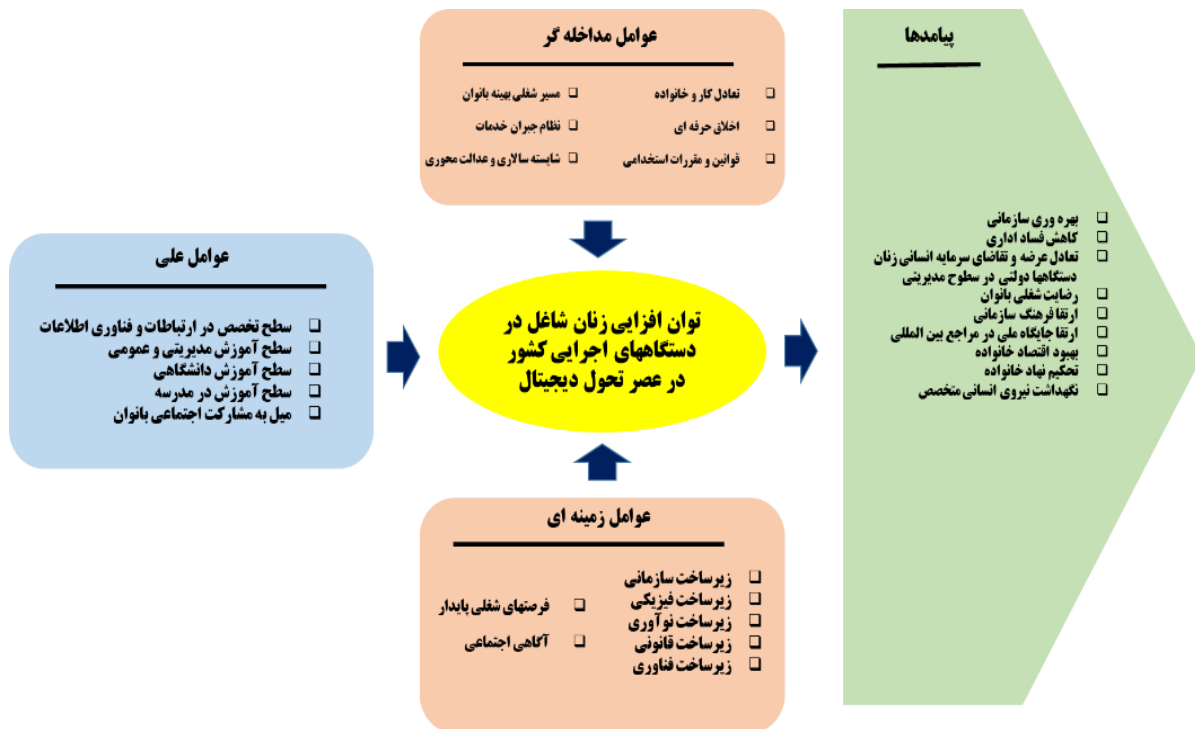 عوامل مداخله گر
❑ تعادل کار و خانواده
❑ اخلاق حرفه ای
❑ قوانین و مقررات استخدامی
❑ مسیر شغلی بهینه بانوان
❑ نظام جبران خدمات
❑ شایسته سالاری و عدالت محوری
پیامدها
❑ بهره وری سازمانی
❑ کاهش فساد اداری
❑ تعادل عرضه و تقاضای سرمایه انسانی زنان
دستگاهها دولتی در سطوح مدیریتی
❑ رضایت شغلی بانوان
❑ ارتقا فرهنگ سازمانی
❑ ارتقا جایگاه ملی در مراجع بین المللی
❑ بهبود اقتصاد خانواده
❑ تحکیم نهاد خانواده
❑ نگهداشت نیروی انسانی متخصص
توان افزایی زنان شاغل در
دستگاههای اجرایی کشور
در عصر تحول دیجیتال
عوامل علی
❑ سطح تخصص در ارتباطات و فناوری اطلاعات
❑ سطح آموزش مدیریتی و عمومی
❑ سطح آموزش دانشگاهی
❑ سطح آموزش در مدرسه
❑ میل به مشارکت اجتماعی بانوان
عوامل زمینه ای
❑ زیرساخت سازمانی
❑ زیرساخت فیزیکی
❑ زیرساخت نوآوری
❑ زیرساخت قانونی
❑ زیرساخت فناوری
❑ فرصتهای شغلی پایدار
❑ آگاهی اجتماعی